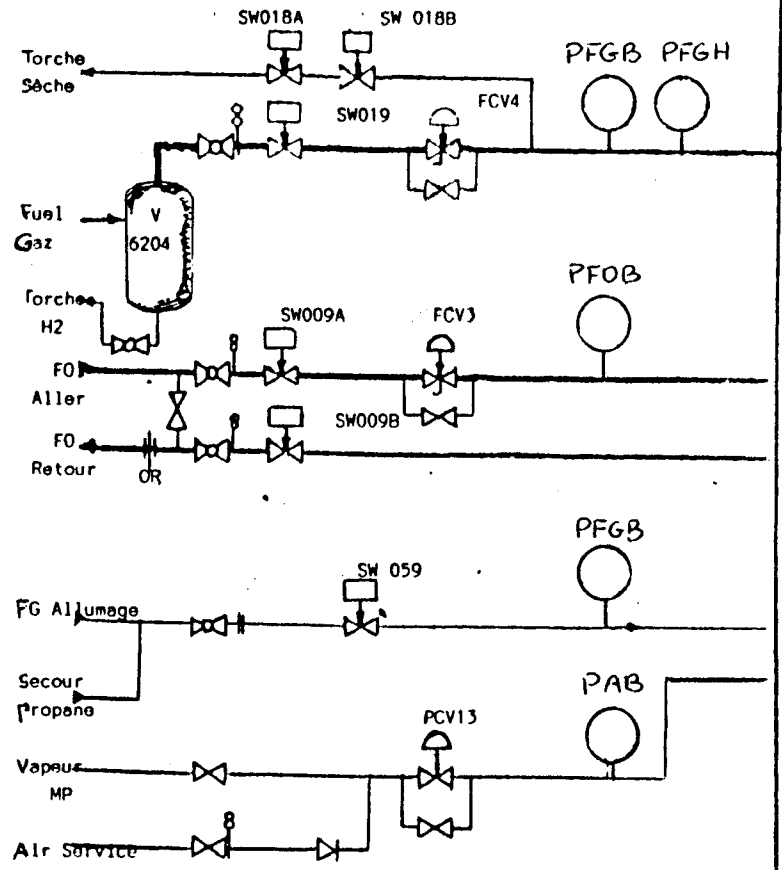 SW018A
SW 018B
Torche
Sèche
PFGB
PFGH
SW019
FCV4
Fuel
Gaz
V
6204
Torche
H2
PFOB
SW009A
FCV3
FO
Aller
SW009B
FO
Retour
OR
PFGB
SW 059
FG Allumage
Secour
Propane
PAB
PCV13
Vapeur
MP
Air Service